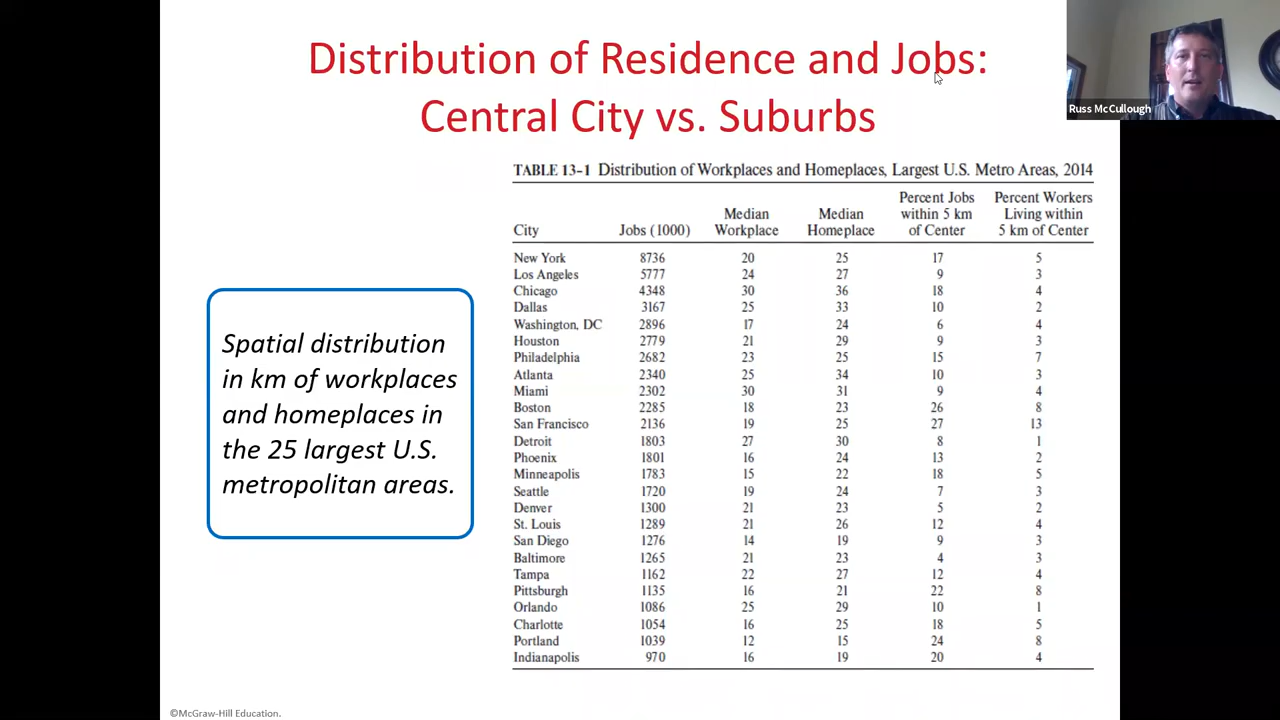 Distribution of Residence and Jobs:
Central City vs. Suburbs
Russ McCullough
TABLE 13-1 Distribution of Workplaces and Homeplaces, Largest U.S. Metro Areas, 2014
City Jobs (1000) Median Workplace Median Homeplace Percent Jobs within 5 km of Center Percent Workers Living within 5 km of Center
New York 8736 20 25 17 5
Los Angeles 5777 24 27 9 3
Chicago 4348 30 36 18 4
Dallas 3167 25 33 10 2
Washington, DC 2896 17 24 6 4
Houston 2779 21 29 9 3
Philadelphia 2682 23 25 15 7
Atlanta 2340 25 34 10 3
Miami 2302 30 31 9 4
Boston 2285 18 23 26 8
San Francisco 2136 19 25 27 13
Detroit 1803 27 30 8 1
Phoenix 1801 16 24 13 2
Minneapolis 1783 15 22 18 5
Seattle 1720 19 24 7 3
Denver 1300 21 23 5 2
St. Louis 1289 21 26 12 4
San Diego 1276 14 19 9 3
Baltimore 1265 21 23 4 3
Tampa 1162 22 27 12 4
Pittsburgh 1135 16 21 22 8
Orlando 1086 25 29 10 1
Charlotte 1054 16 25 18 5
Portland 1039 12 15 24 8
Indianapolis 970 16 19 20 4
Spatial distribution
in km of workplaces
and homeplaces in
the 25 largest U.S.
metropolitan areas.
©McGraw-Hill Education.